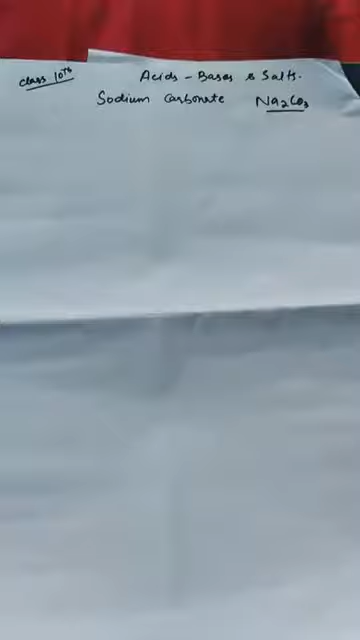 class 10th
Acids - Bases & Salts.
Sodium Carbonate Na2CO3